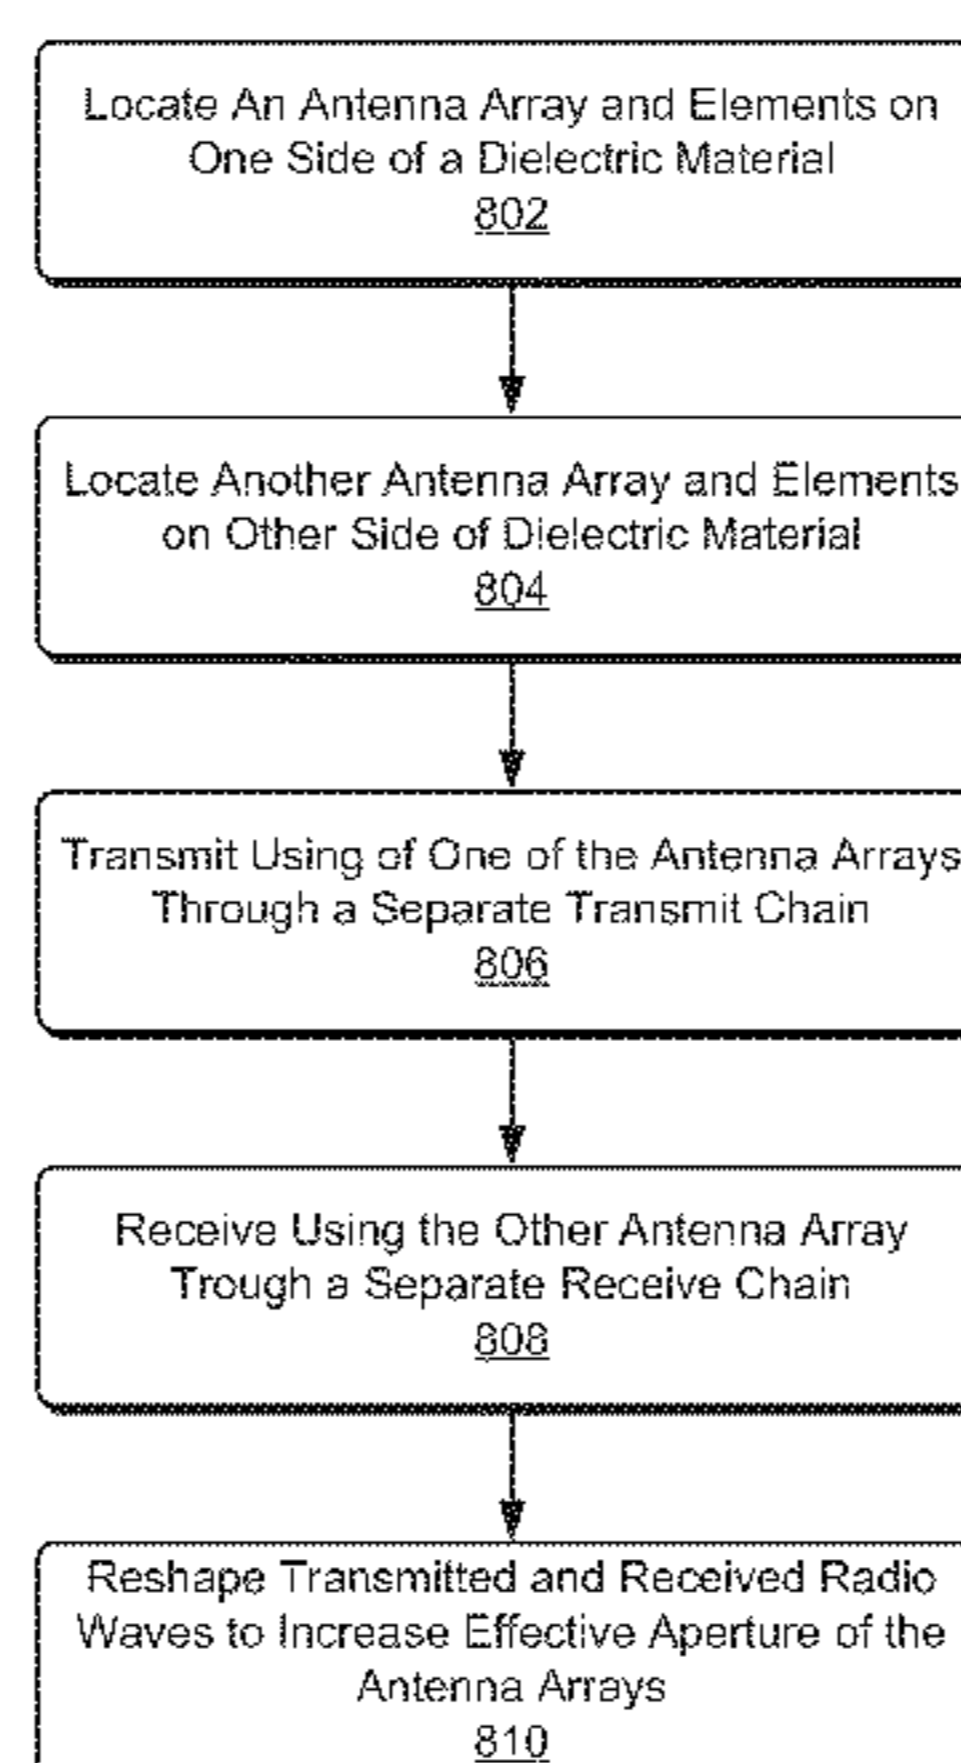 Locate An Antenna Array and Elements on
One Side of a Dielectric Material
802
Locate Another Antenna Array and Elements
on Other Side of Dielectric Material
804
Transmit Using of One of the Antenna Arrays
Through a Separate Transmit Chain
806
Receive Using the Other Antenna Array
Trough a Separate Receive Chain
808
Reshape Transmitted and Received Radio
Waves to Increase Effective Aperture of the
Antenna Arrays
810